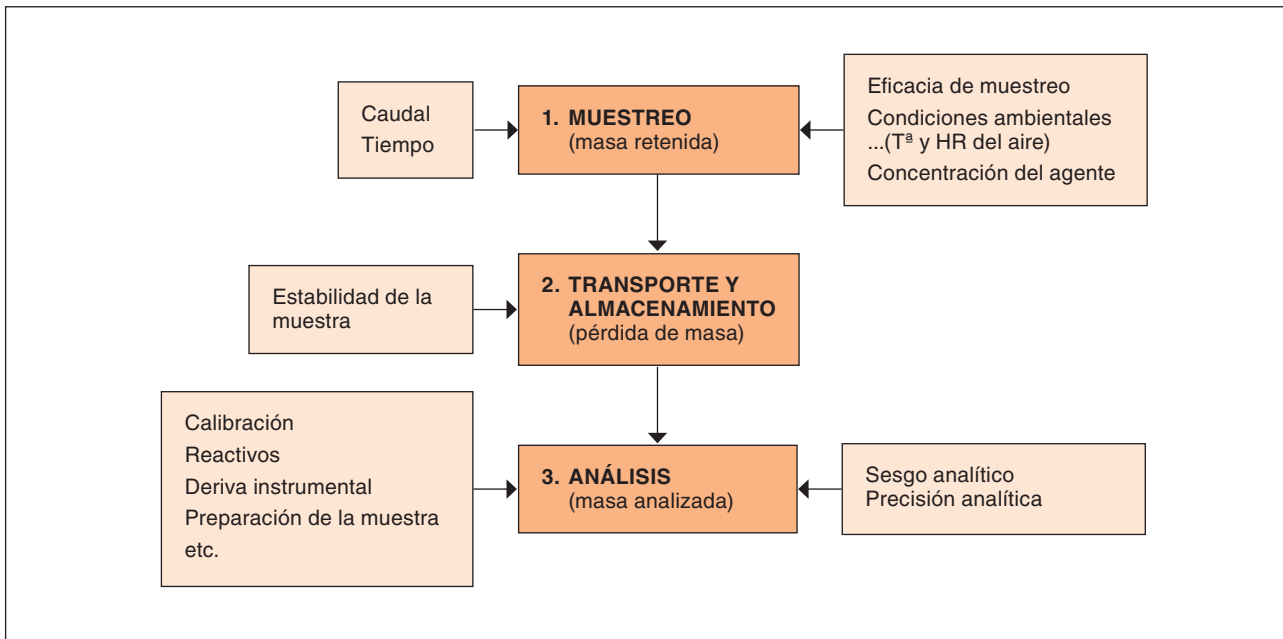 Caudal
Tiempo
1. MUESTREO
(masa retenida)
Eficacia de muestreo
Condiciones ambientales
...(Tª y HR del aire)
Concentración del agente
Estabilidad de la
muestra
2. TRANSPORTE Y
ALMACENAMIENTO
(pérdida de masa)
Calibración
Reactivos
Deriva instrumental
Preparación de la muestra
etc.
3. ANÁLISIS
(masa analizada)
Sesgo analítico
Precisión analítica